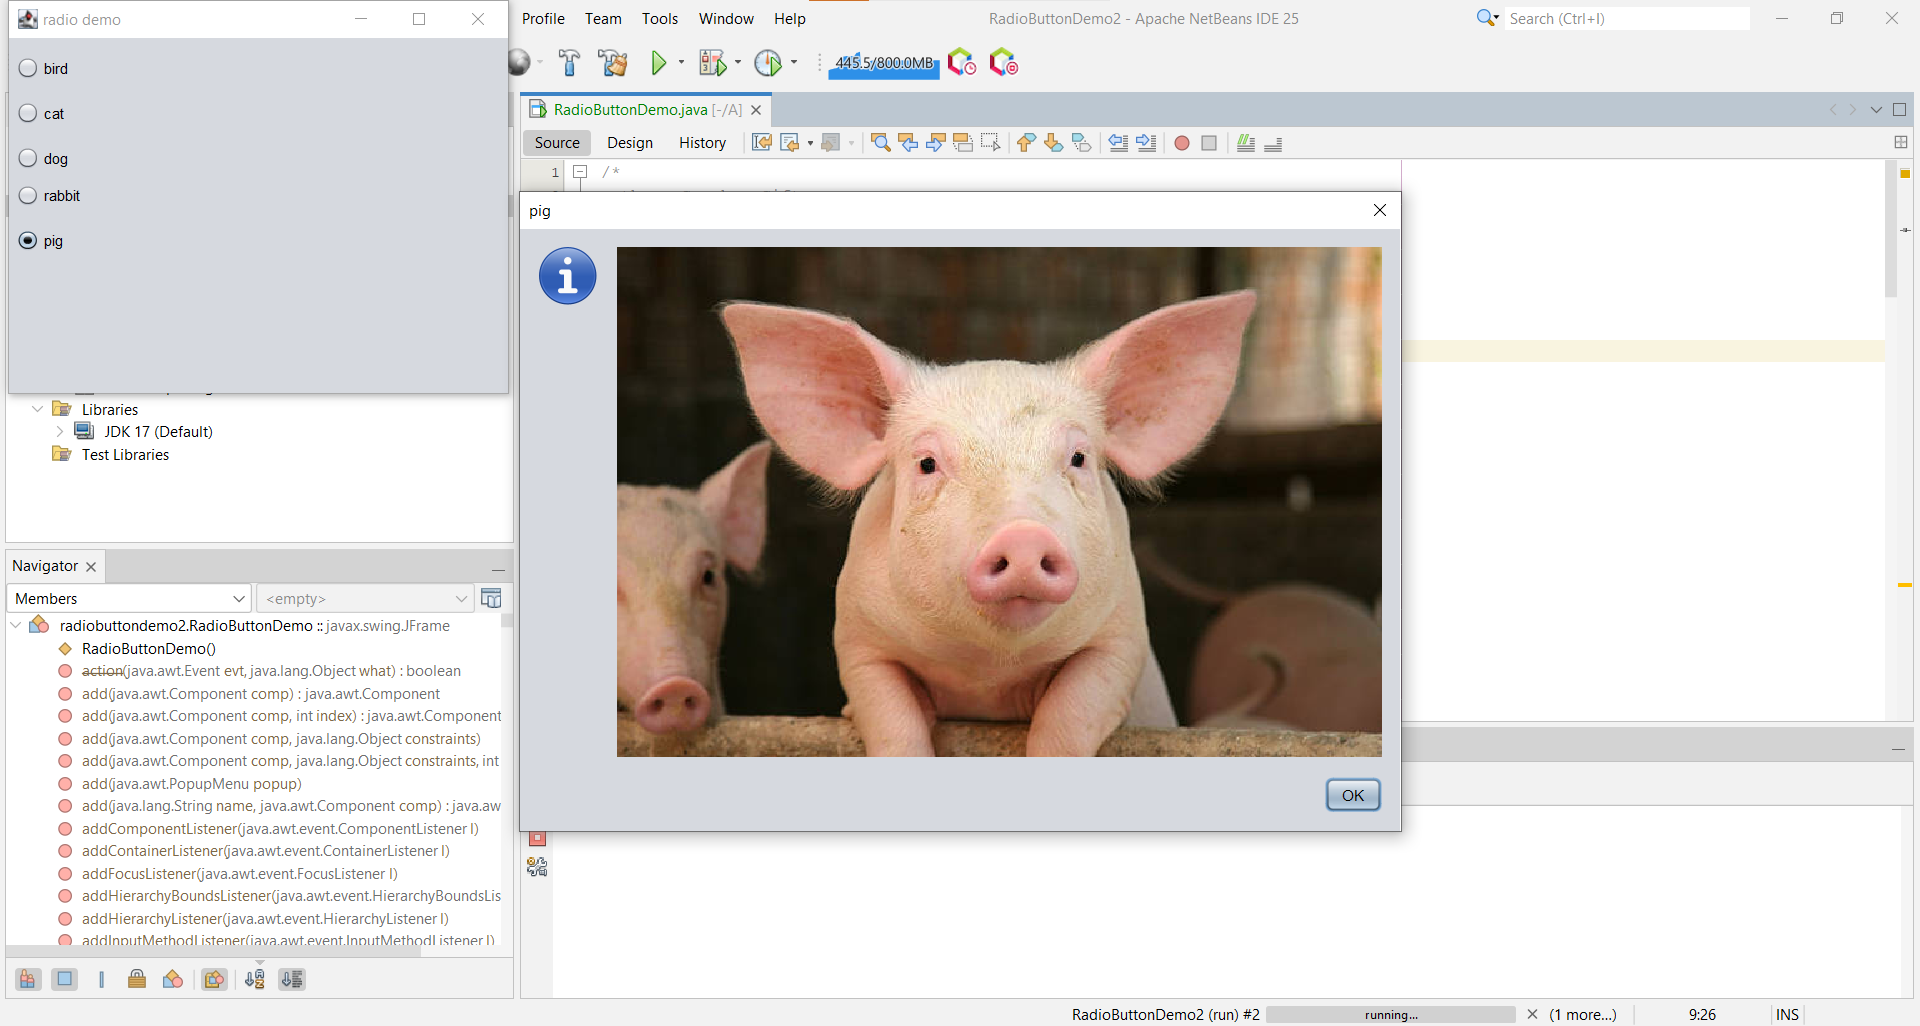 radio demo
bird
cat
dog
rabbit
pig
Profile Team Tools Window Help
RadioButtonDemo2 - Apache NetBeans IDE 25
Search (Ctrl+I)
445.5/800.0MB
RadioButtonDemo.java [-/A]
Source Design History
1 /*
pig
OK
Libraries
JDK 17 (Default)
Test Libraries
Navigator
Members
<empty>
radiobuttondemo2.RadioButtonDemo :: javax.swing.JFrame
RadioButtonDemo()
action(java.awt.Event evt, java.lang.Object what) : boolean
add(java.awt.Component comp) : java.awt.Component
add(java.awt.Component comp, int index) : java.awt.Component
add(java.awt.Component comp, java.lang.Object constraints)
add(java.awt.Component comp, java.lang.Object constraints, int
add(java.awt.PopupMenu popup)
add(java.lang.String name, java.awt.Component comp) : java.aw
addComponentListener(java.awt.event.ComponentListener l)
addContainerListener(java.awt.event.ContainerListener l)
addFocusListener(java.awt.event.FocusListener l)
addHierarchyBoundsListener(java.awt.event.HierarchyBoundsLis
addHierarchyListener(java.awt.event.HierarchyListener l)
addInputMethodListener(java.awt.event.InputMethodListener l)
RadioButtonDemo2 (run) #2
running...
(1 more...)
9:26
INS